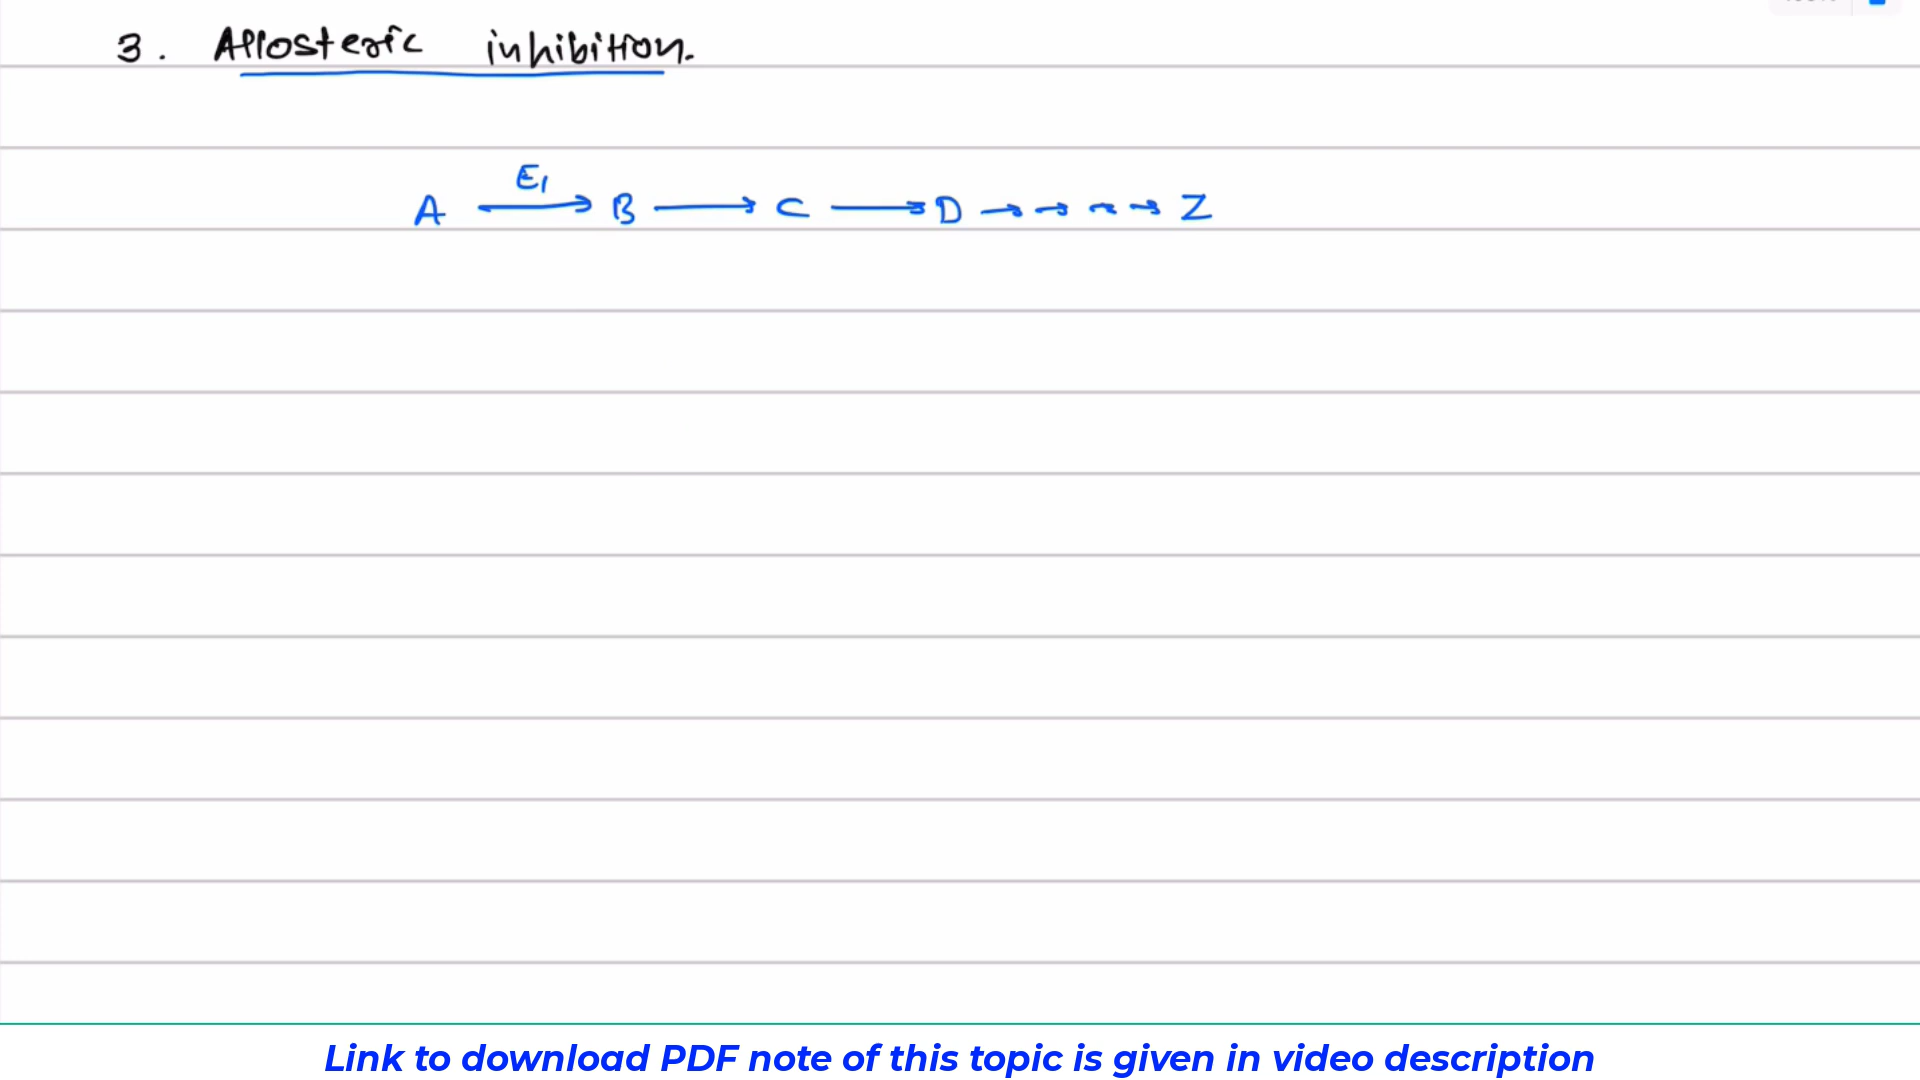 3. Allosteric inhibition.
E1
A → B → C → D → → → → Z
Link to download PDF note of this topic is given in video description